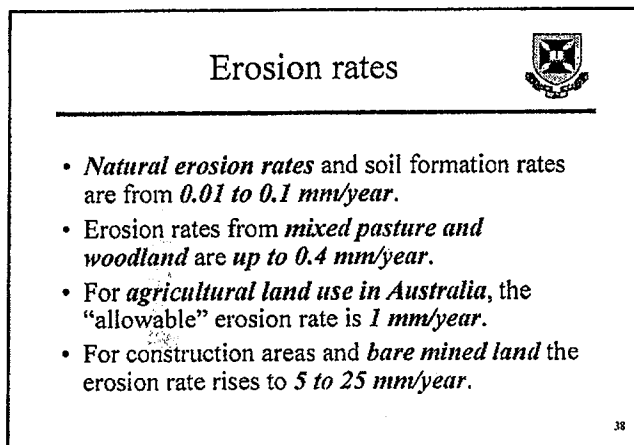 Erosion rates
• Natural erosion rates and soil formation rates
are from 0.01 to 0.1 mm/year.
• Erosion rates from mixed pasture and
woodland are up to 0.4 mm/year.
• For agricultural land use in Australia, the
“allowable” erosion rate is 1 mm/year.
• For construction areas and bare mined land the
erosion rate rises to 5 to 25 mm/year.
38